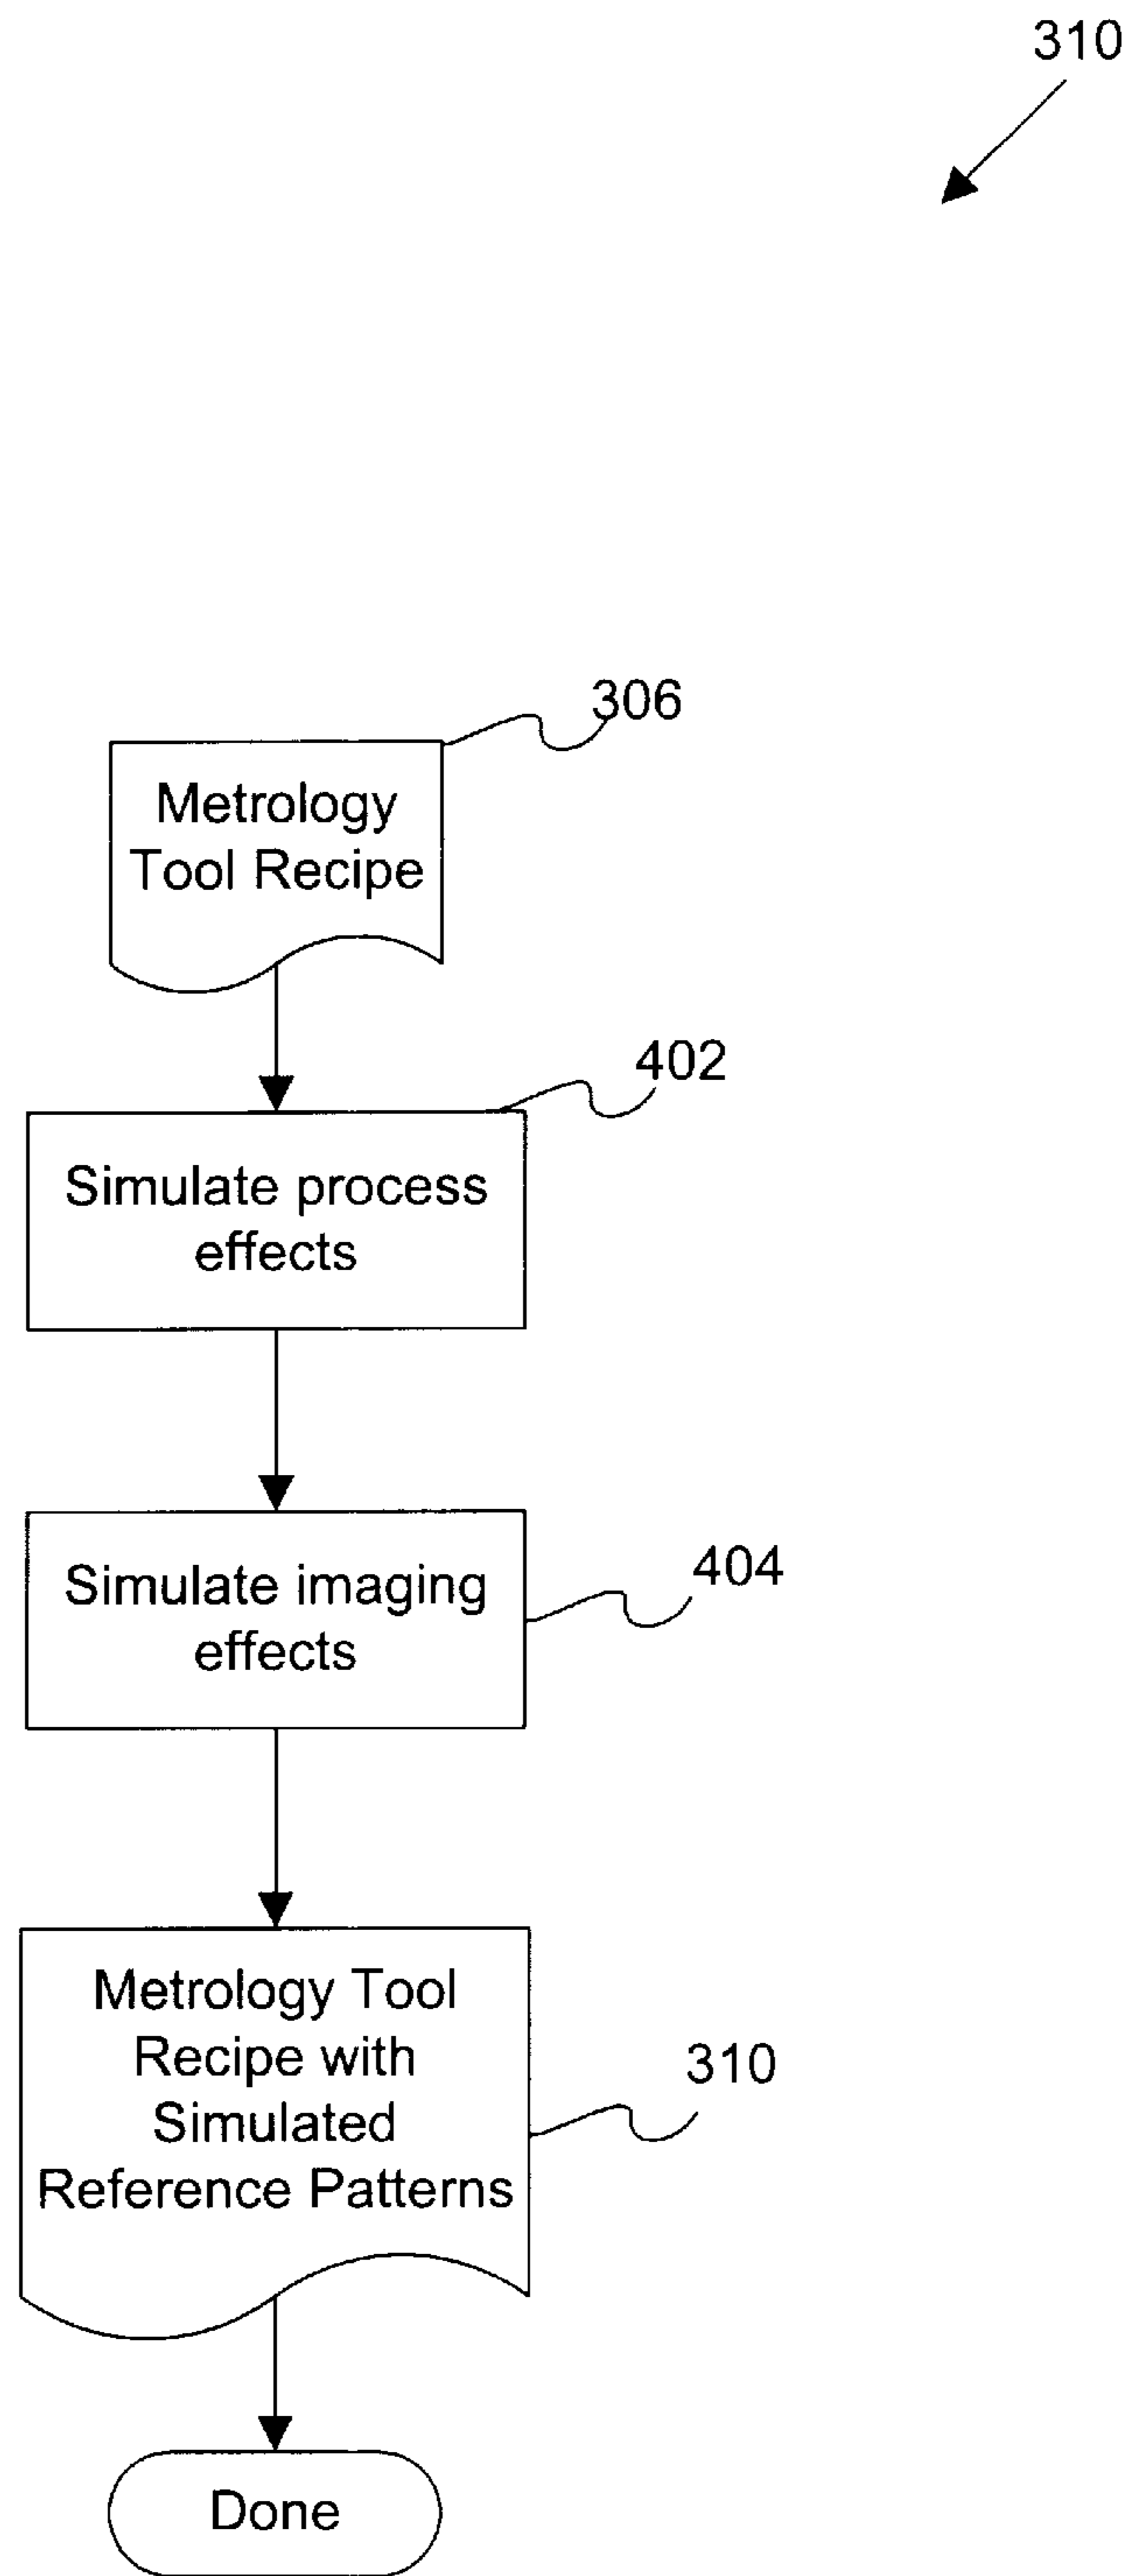 310
306
Metrology
Tool Recipe
402
Simulate process
effects
404
Simulate imaging
effects
Metrology Tool
Recipe with
Simulated
Reference Patterns
310
Done